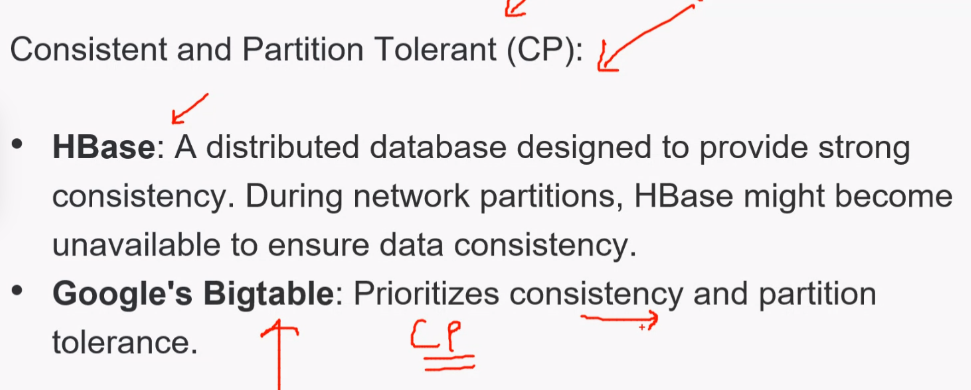 Consistent and Partition Tolerant (CP):
• HBase: A distributed database designed to provide strong
consistency. During network partitions, HBase might become
unavailable to ensure data consistency.
• Google's Bigtable: Prioritizes consistency and partition
tolerance.
CP